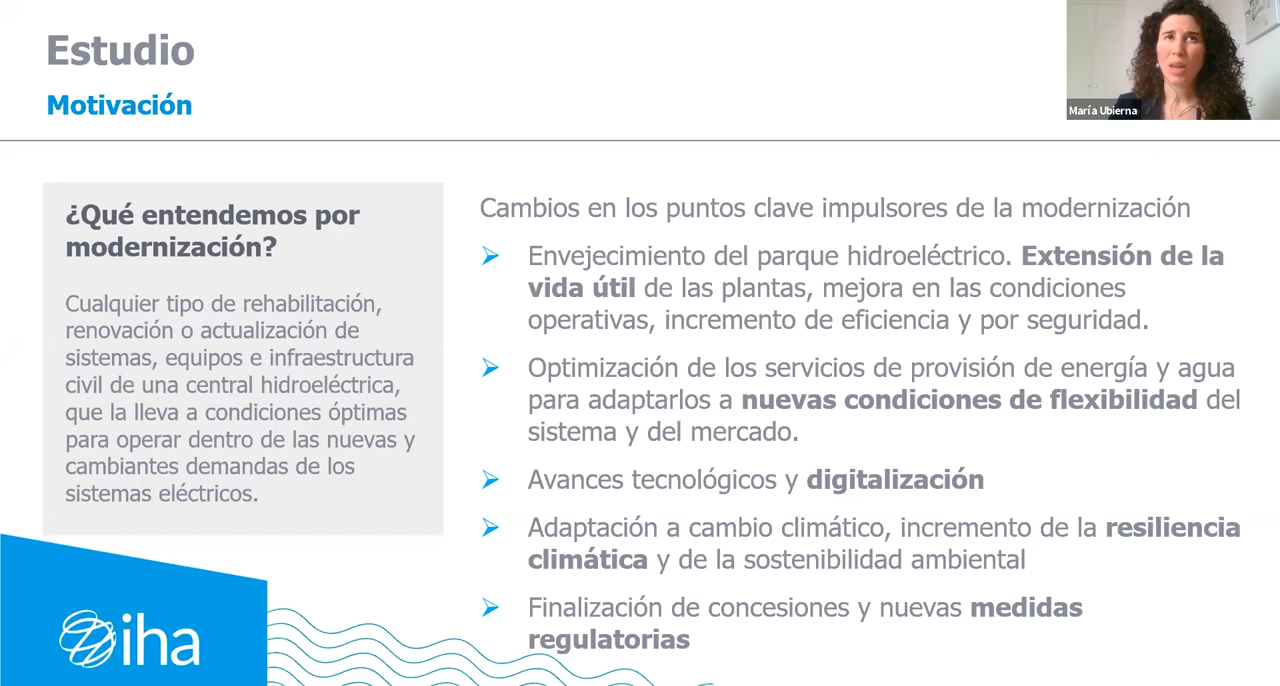 Estudio
Motivación
María Ubierna
¿Qué entendemos por
modernización?
Cualquier tipo de rehabilitación,
renovación o actualización de
sistemas, equipos e infraestructura
civil de una central hidroeléctrica,
que la lleva a condiciones óptimas
para operar dentro de las nuevas y
cambiantes demandas de los
sistemas eléctricos.
Cambios en los puntos clave impulsores de la modernización
Envejecimiento del parque hidroeléctrico. Extensión de la
vida útil de las plantas, mejora en las condiciones
operativas, incremento de eficiencia y por seguridad.
Optimización de los servicios de provisión de energía y agua
para adaptarlos a nuevas condiciones de flexibilidad del
sistema y del mercado.
Avances tecnológicos y digitalización
Adaptación a cambio climático, incremento de la resiliencia
climática y de la sostenibilidad ambiental
Finalización de concesiones y nuevas medidas
regulatorias
iha